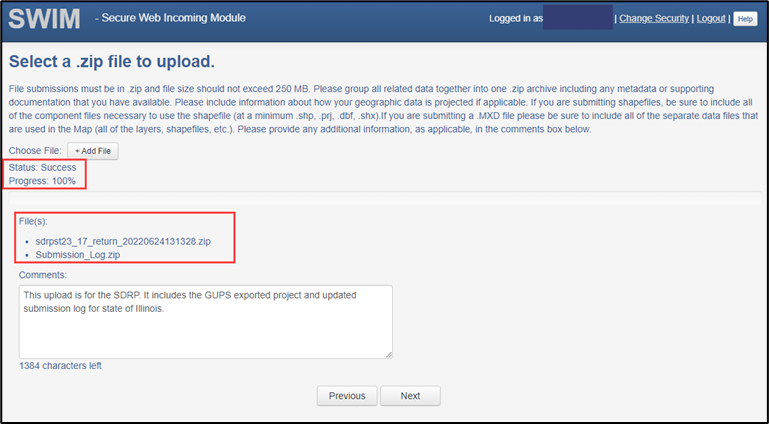 SWIM - Secure Web Incoming Module
Logged in as | Change Security | Logout | Help
Select a .zip file to upload.
File submissions must be in .zip and file size should not exceed 250 MB. Please group all related data together into one .zip archive including any metadata or supporting
documentation that you have available. Please include information about how your geographic data is projected if applicable. If you are submitting shapefiles, be sure to include all
of the component files necessary to use the shapefile (at a minimum .shp, .prj, .dbf, .shx).If you are submitting a .MXD file please be sure to include all of the separate data files that
are used in the Map (all of the layers, shapefiles, etc.). Please provide any additional information, as applicable, in the comments box below.
Choose File: + Add File
Status: Success
Progress: 100%
File(s):
• sdrpst23_17_return_20220624131328.zip
• Submission_Log.zip
Comments:
This upload is for the SDRP. It includes the GUPS exported project and updated
submission log for state of Illinois.
1384 characters left
Previous Next